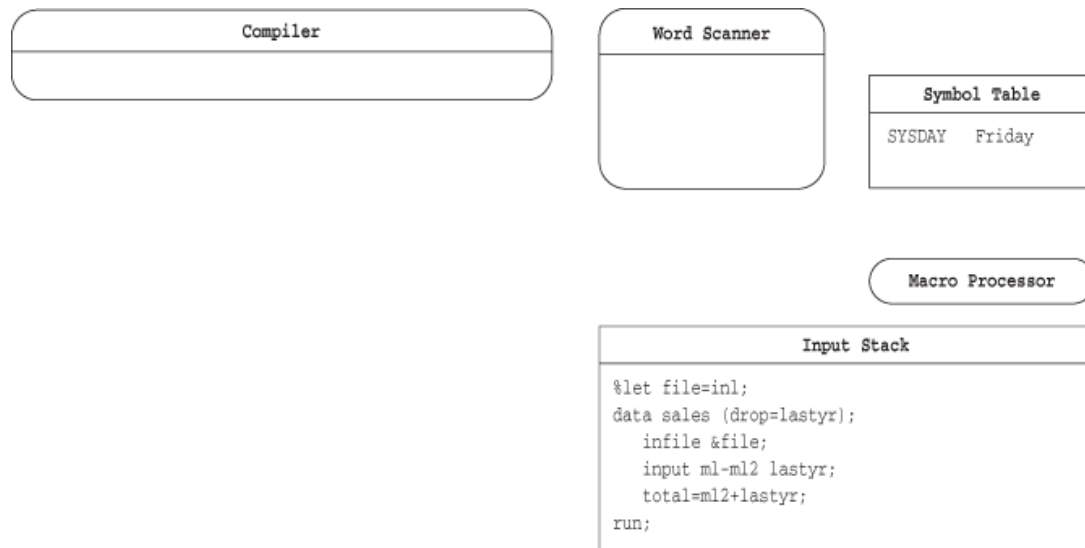 Compiler
Word Scanner
Symbol Table
SYSDAY Friday
Macro Processor
Input Stack
%let file=inl;
data sales (drop=lastyr);
infile &file;
input ml-ml2 lastyr;
total=ml2+lastyr;
run;